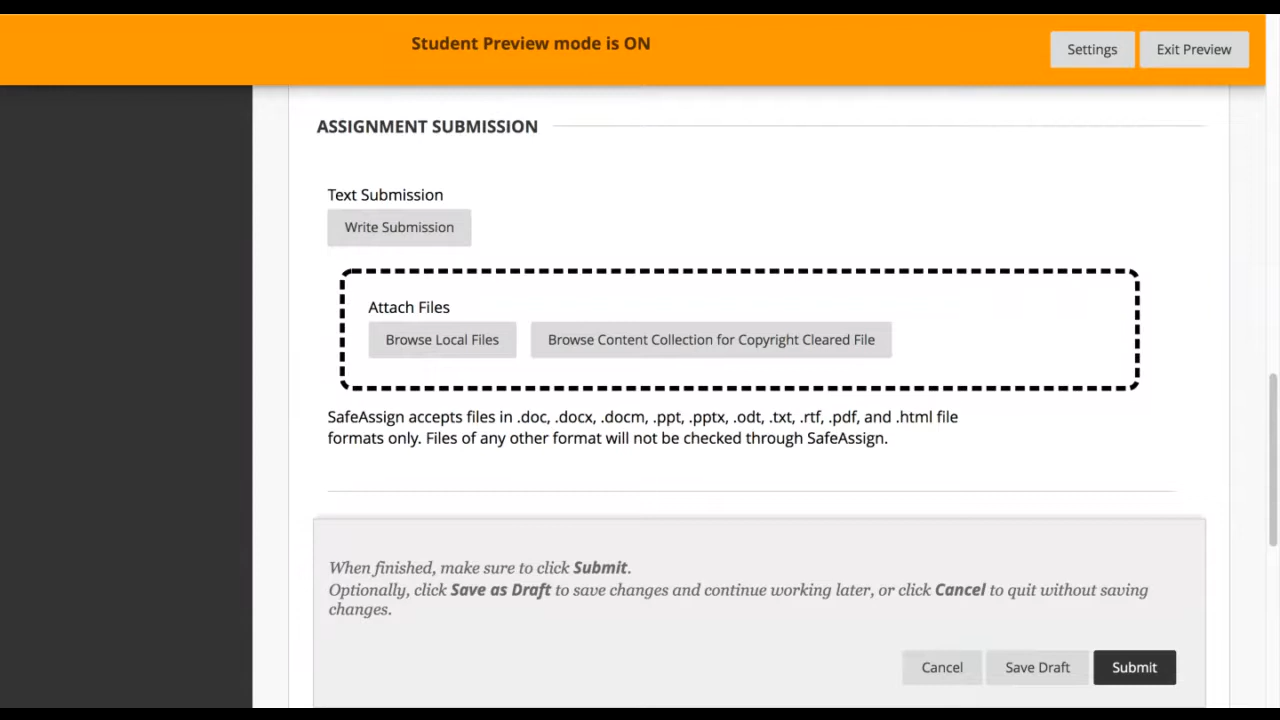 Student Preview mode is ON
Settings
Exit Preview
ASSIGNMENT SUBMISSION
Text Submission
Write Submission
Attach Files
Browse Local Files
Browse Content Collection for Copyright Cleared File
SafeAssign accepts files in .doc, .docx, .docm, .ppt, .pptx, .odt, .txt, .rtf, .pdf, and .html file
formats only. Files of any other format will not be checked through SafeAssign.
When finished, make sure to click Submit.
Optionally, click Save as Draft to save changes and continue working later, or click Cancel to quit without saving
changes.
Cancel
Save Draft
Submit